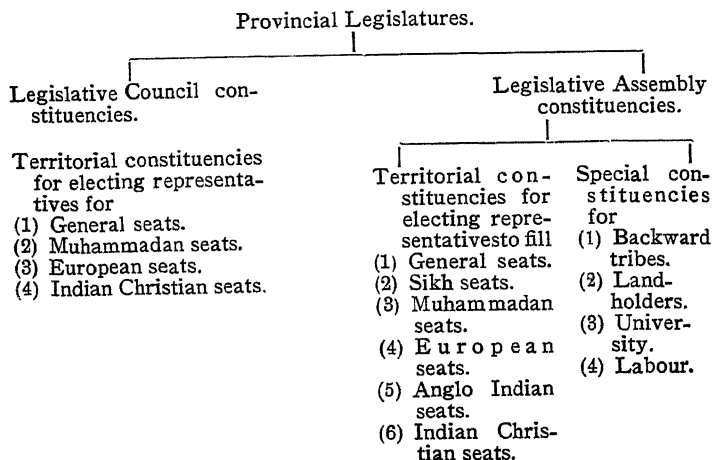 Provincial Legislatures.
Legislative Council con-
stituencies.
Territorial constituencies
for electing representa-
tives for
(1) General seats.
(2) Muhammadan seats.
(3) European seats.
(4) Indian Christian seats.
Legislative Assembly
constituencies.
Territorial con-
stituencies for
electing repre-
sentativesto fill
(1) General seats.
(2) Sikh seats.
(3) Muhammadan
seats.
(4) European
seats.
(5) Anglo Indian
seats.
(6) Indian Chris-
tian seats.
Special con-
stituencies
for
(1) Backward
tribes.
(2) Land-
holders.
(3) Univer-
sity.
(4) Labour.